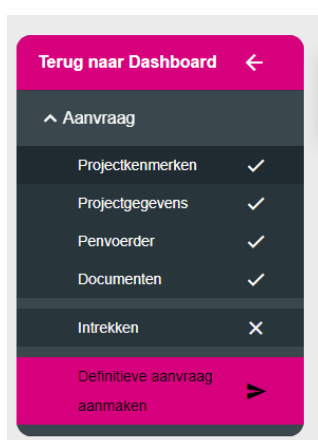 Terug naar Dashboard
Aanvraag
Projectkenmerken
Projectgegevens
Penvoerder
Documenten
Intrekken
Definitieve aanvraag
aanmaken